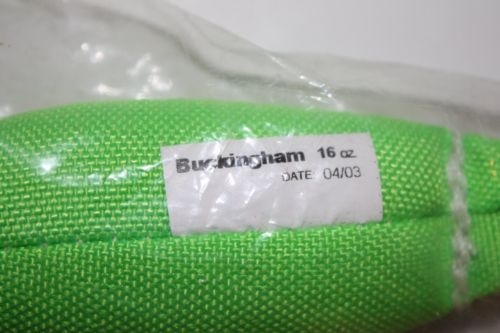 Buckingham 16 oz.
DATE 04/03